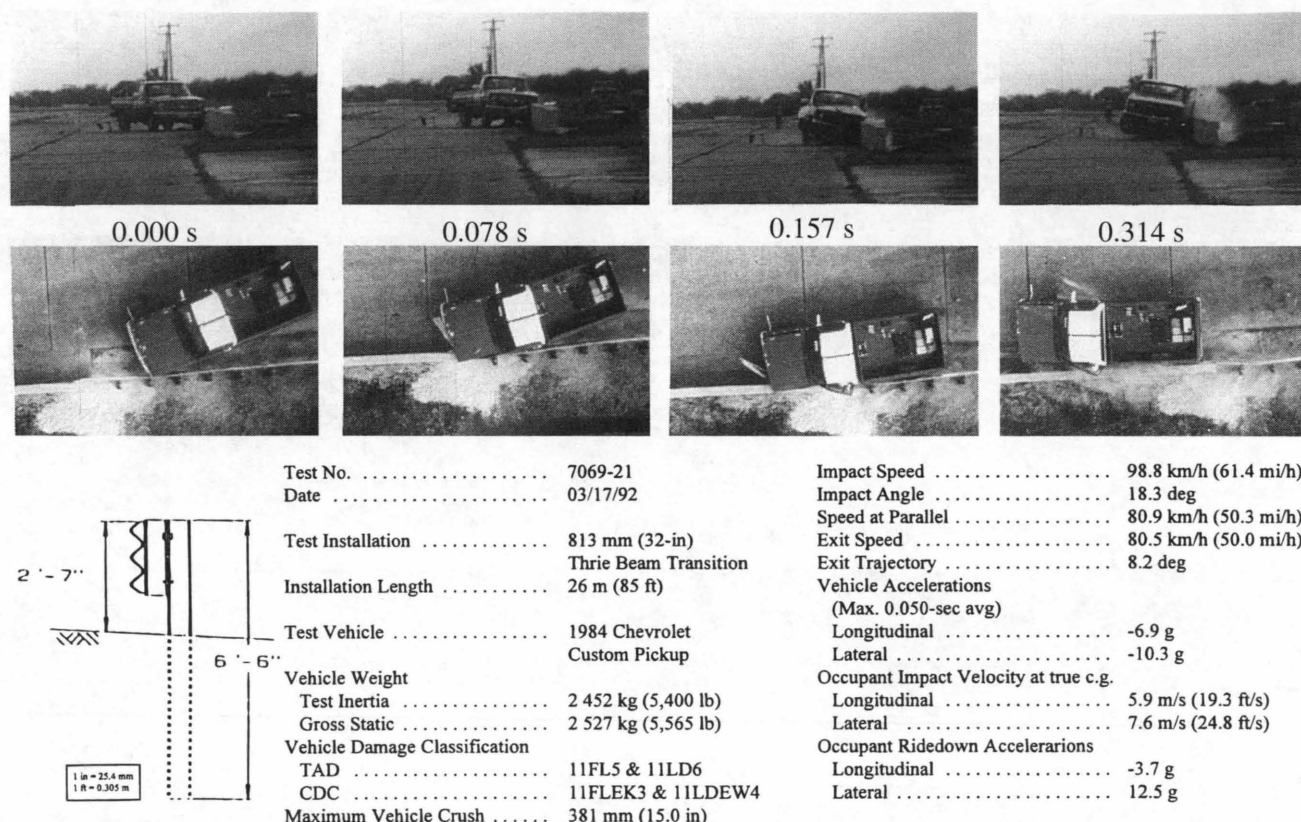 0.000 s
0.078 s
0.157 s
0.314 s
2'-7"
6'-6"
1 in = 25.4 mm
1 ft = 0.305 m
Test No. .................... 7069-21
Date .................... 03/17/92
Test Installation .................... 813 mm (32-in)
Thrie Beam Transition
Installation Length .................... 26 m (85 ft)
Test Vehicle .................... 1984 Chevrolet
Custom Pickup
Vehicle Weight
Test Inertia .................... 2 452 kg (5,400 lb)
Gross Static .................... 2 527 kg (5,565 lb)
Vehicle Damage Classification
TAD .................... 11FL5 & 11LD6
CDC .................... 11FLEK3 & 11LDEW4
Maximum Vehicle Crush ...... 381 mm (15.0 in)
Impact Speed .................... 98.8 km/h (61.4 mi/h)
Impact Angle .................... 18.3 deg
Speed at Parallel .................... 80.9 km/h (50.3 mi/h)
Exit Speed .................... 80.5 km/h (50.0 mi/h)
Exit Trajectory .................... 8.2 deg
Vehicle Accelerations
(Max. 0.050-sec avg)
Longitudinal .................... -6.9 g
Lateral .................... -10.3 g
Occupant Impact Velocity at true c.g.
Longitudinal .................... 5.9 m/s (19.3 ft/s)
Lateral .................... 7.6 m/s (24.8 ft/s)
Occupant Ridedown Accelerarions
Longitudinal .................... -3.7 g
Lateral .................... 12.5 g